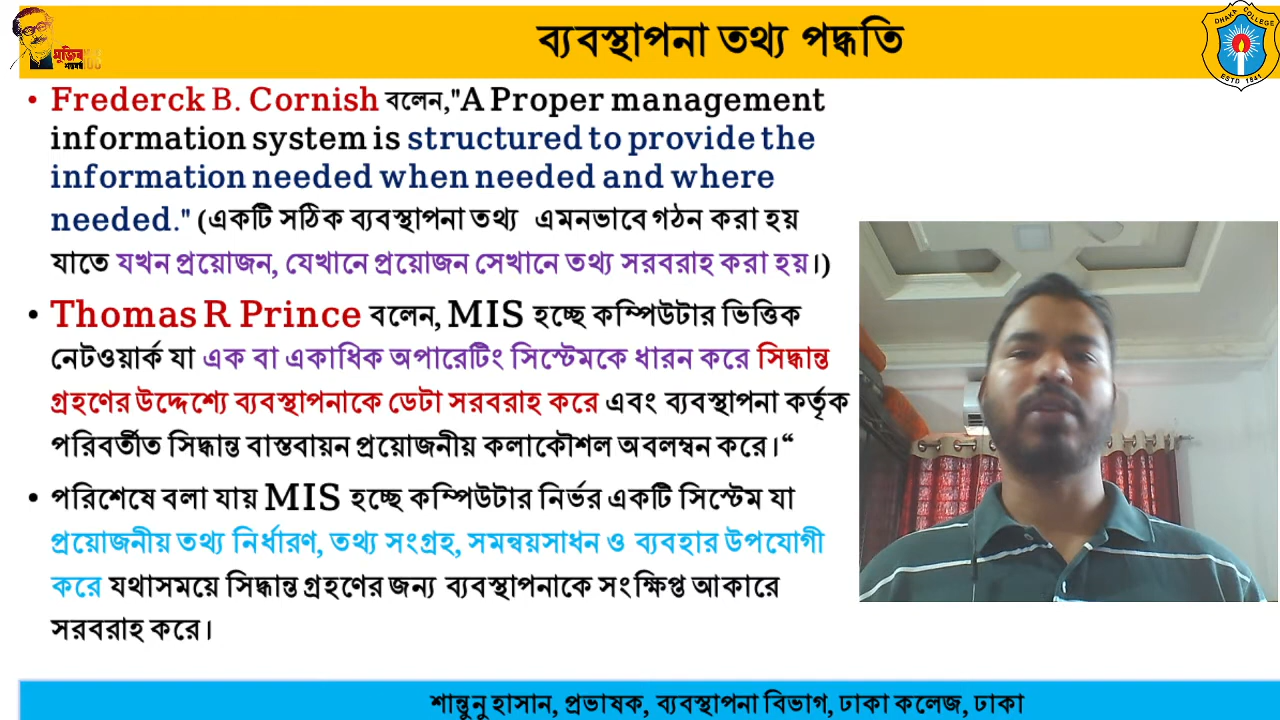 ব্যবস্থাপনা তথ্য পদ্ধতি
মুজিব
DHAKA COLLEGE
ESTD 1841
• Frederck B. Cornish বলেন,"A Proper management
information system is structured to provide the
information needed when needed and where
needed." (একটি সঠিক ব্যবস্থাপনা তথ্য এমনভাবে গঠন করা হয়
যাতে যখন প্রয়োজন, যেখানে প্রয়োজন সেখানে তথ্য সরবরাহ করা হয়।)
• Thomas R Prince বলেন, MIS হচ্ছে কম্পিউটার ভিত্তিক
নেটওয়ার্ক যা এক বা একাধিক অপারেটিং সিস্টেমকে ধারন করে সিদ্ধান্ত
গ্রহণের উদ্দেশ্যে ব্যবস্থাপনাকে ডেটা সরবরাহ করে এবং ব্যবস্থাপনা কর্তৃক
পরিবর্তীত সিদ্ধান্ত বাস্তবায়ন প্রয়োজনীয় কলাকৌশল অবলম্বন করে।“
• পরিশেষে বলা যায় MIS হচ্ছে কম্পিউটার নির্ভর একটি সিস্টেম যা
প্রয়োজনীয় তথ্য নির্ধারণ, তথ্য সংগ্রহ, সমন্বয়সাধন ও ব্যবহার উপযোগী
করে যথাসময়ে সিদ্ধান্ত গ্রহণের জন্য ব্যবস্থাপনাকে সংক্ষিপ্ত আকারে
সরবরাহ করে।
শান্তুনু হাসান, প্রভাষক, ব্যবস্থাপনা বিভাগ, ঢাকা কলেজ, ঢাকা